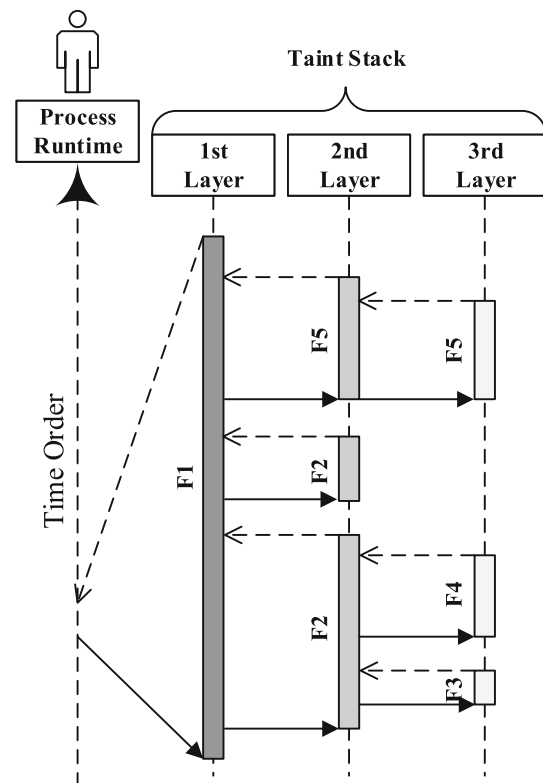 Taint Stack
Process
Runtime
1st
Layer
2nd
Layer
3rd
Layer
F5
F5
Time Order
F1
F2
F2
F4
F3